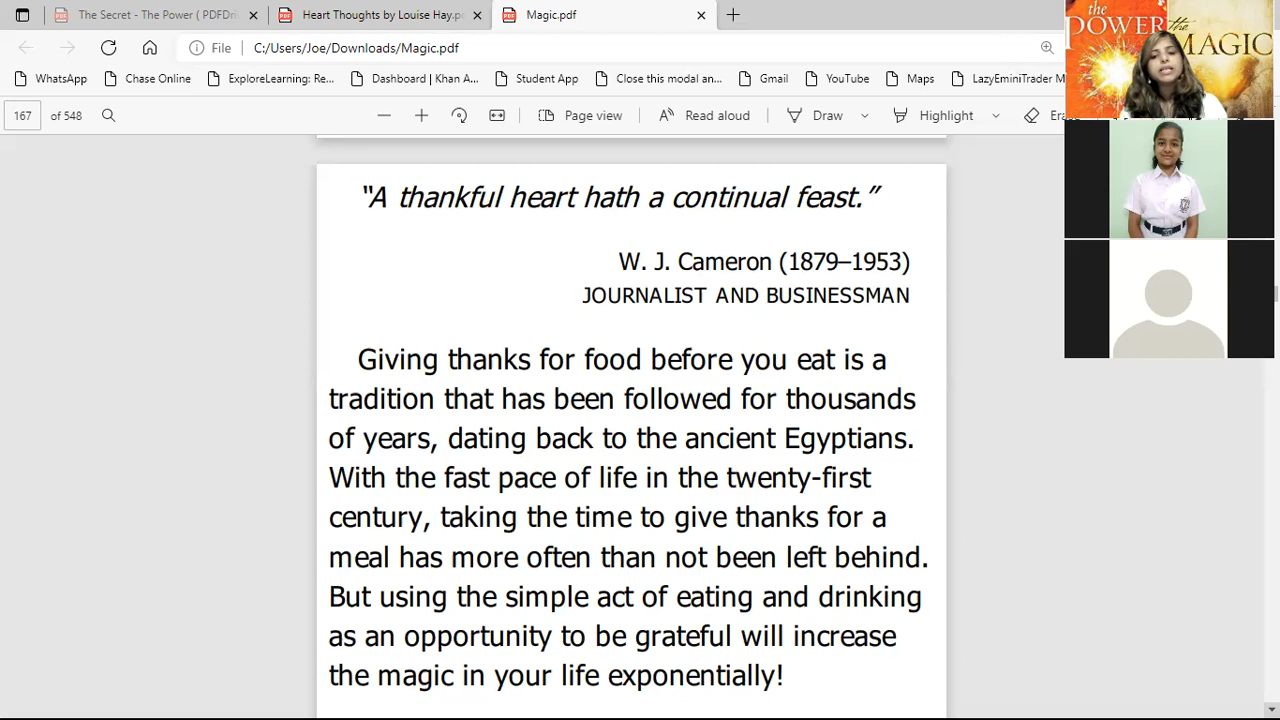 The Secret - The Power ( PDFDri
Heart Thoughts by Louise Hay.p
Magic.pdf
File C:/Users/Joe/Downloads/Magic.pdf
WhatsApp Chase Online ExploreLearning: Re... Dashboard | Khan A... Student App Close this modal an... Gmail YouTube Maps LazyEminiTrader M
167 of 548 Page view Read aloud Draw Highlight Era
“A thankful heart hath a continual feast.”
W. J. Cameron (1879–1953)
JOURNALIST AND BUSINESSMAN
Giving thanks for food before you eat is a
tradition that has been followed for thousands
of years, dating back to the ancient Egyptians.
With the fast pace of life in the twenty-first
century, taking the time to give thanks for a
meal has more often than not been left behind.
But using the simple act of eating and drinking
as an opportunity to be grateful will increase
the magic in your life exponentially!
the
POWER
the
MAGIC